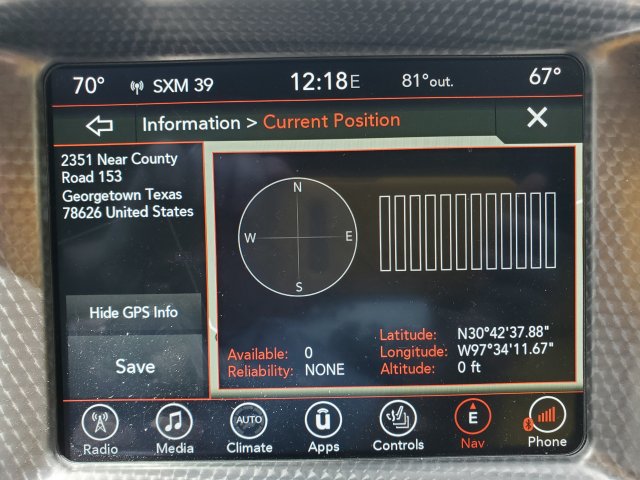 70° SXM 39 12:18 E 81°out. 67°
Information > Current Position
2351 Near County
Road 153
Georgetown Texas
78626 United States
N
W E
S
Hide GPS Info
Save
Available: 0
Reliability: NONE
Latitude: N30°42'37.88"
Longitude: W97°34'11.67"
Altitude: 0 ft
AUTO
E
Radio Media Climate Apps Controls Nav Phone